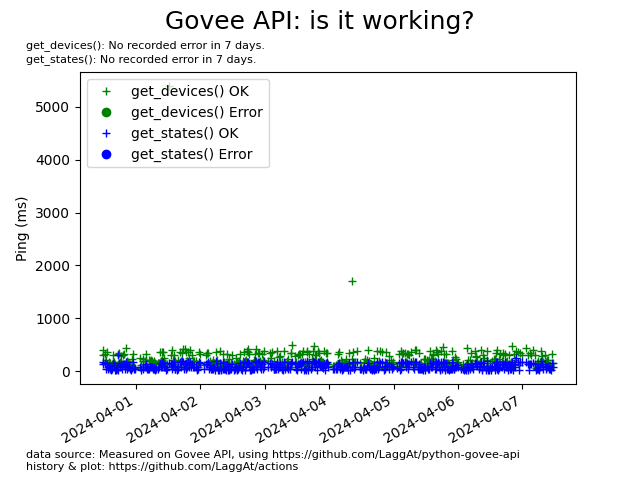 Govee API: is it working?
get_devices(): No recorded error in 7 days.
get_states(): No recorded error in 7 days.
get_devices() OK
get_devices() Error
get_states() OK
get_states() Error
Ping (ms)
5000
4000
3000
2000
1000
0
2024-04-01
2024-04-02
2024-04-03
2024-04-04
2024-04-05
2024-04-06
2024-04-07
data source: Measured on Govee API, using https://github.com/LaggAt/python-govee-api
history & plot: https://github.com/LaggAt/actions